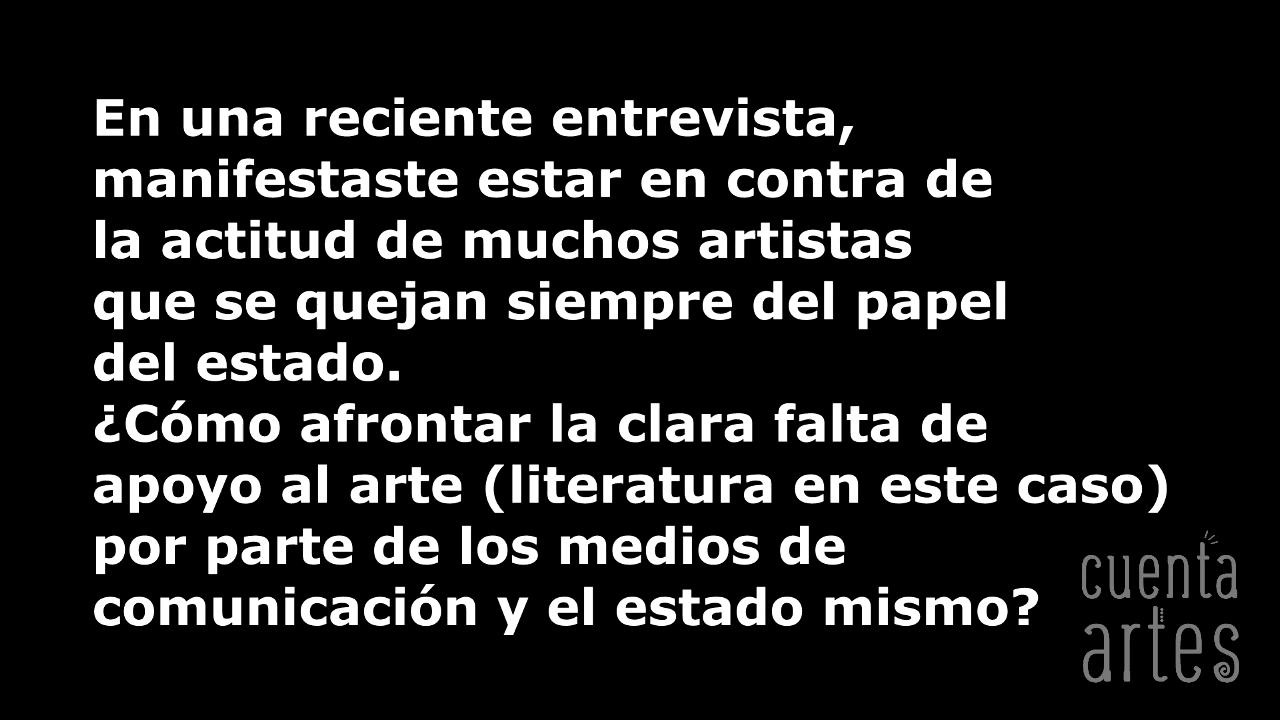 En una reciente entrevista,
manifestaste estar en contra de
la actitud de muchos artistas
que se quejan siempre del papel
del estado.
¿Cómo afrontar la clara falta de
apoyo al arte (literatura en este caso)
por parte de los medios de
comunicación y el estado mismo?
cuenta
artes